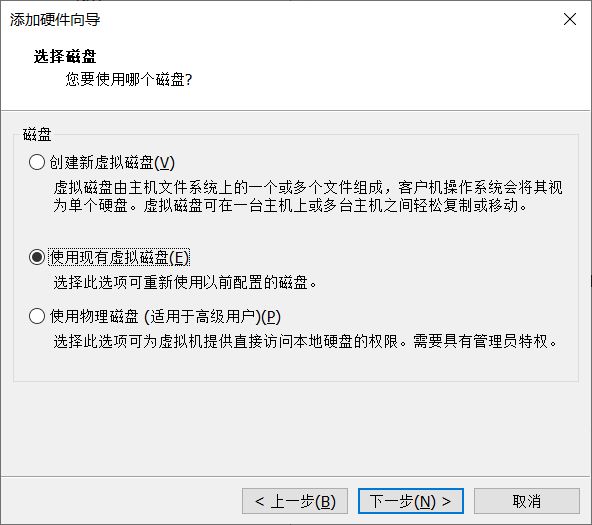 添加硬件向导
选择磁盘
您要使用哪个磁盘?
磁盘
创建新虚拟磁盘(V)
虚拟磁盘由主机文件系统上的一个或多个文件组成，客户机操作系统会将其视
为单个硬盘。虚拟磁盘可在一台主机上或多台主机之间轻松复制或移动。
使用现有虚拟磁盘(E)
选择此选项可重新使用以前配置的磁盘。
使用物理磁盘 (适用于高级用户)(P)
选择此选项可为虚拟机提供直接访问本地硬盘的权限。需要具有管理员特权。
< 上一步(B) 下一步(N) > 取消